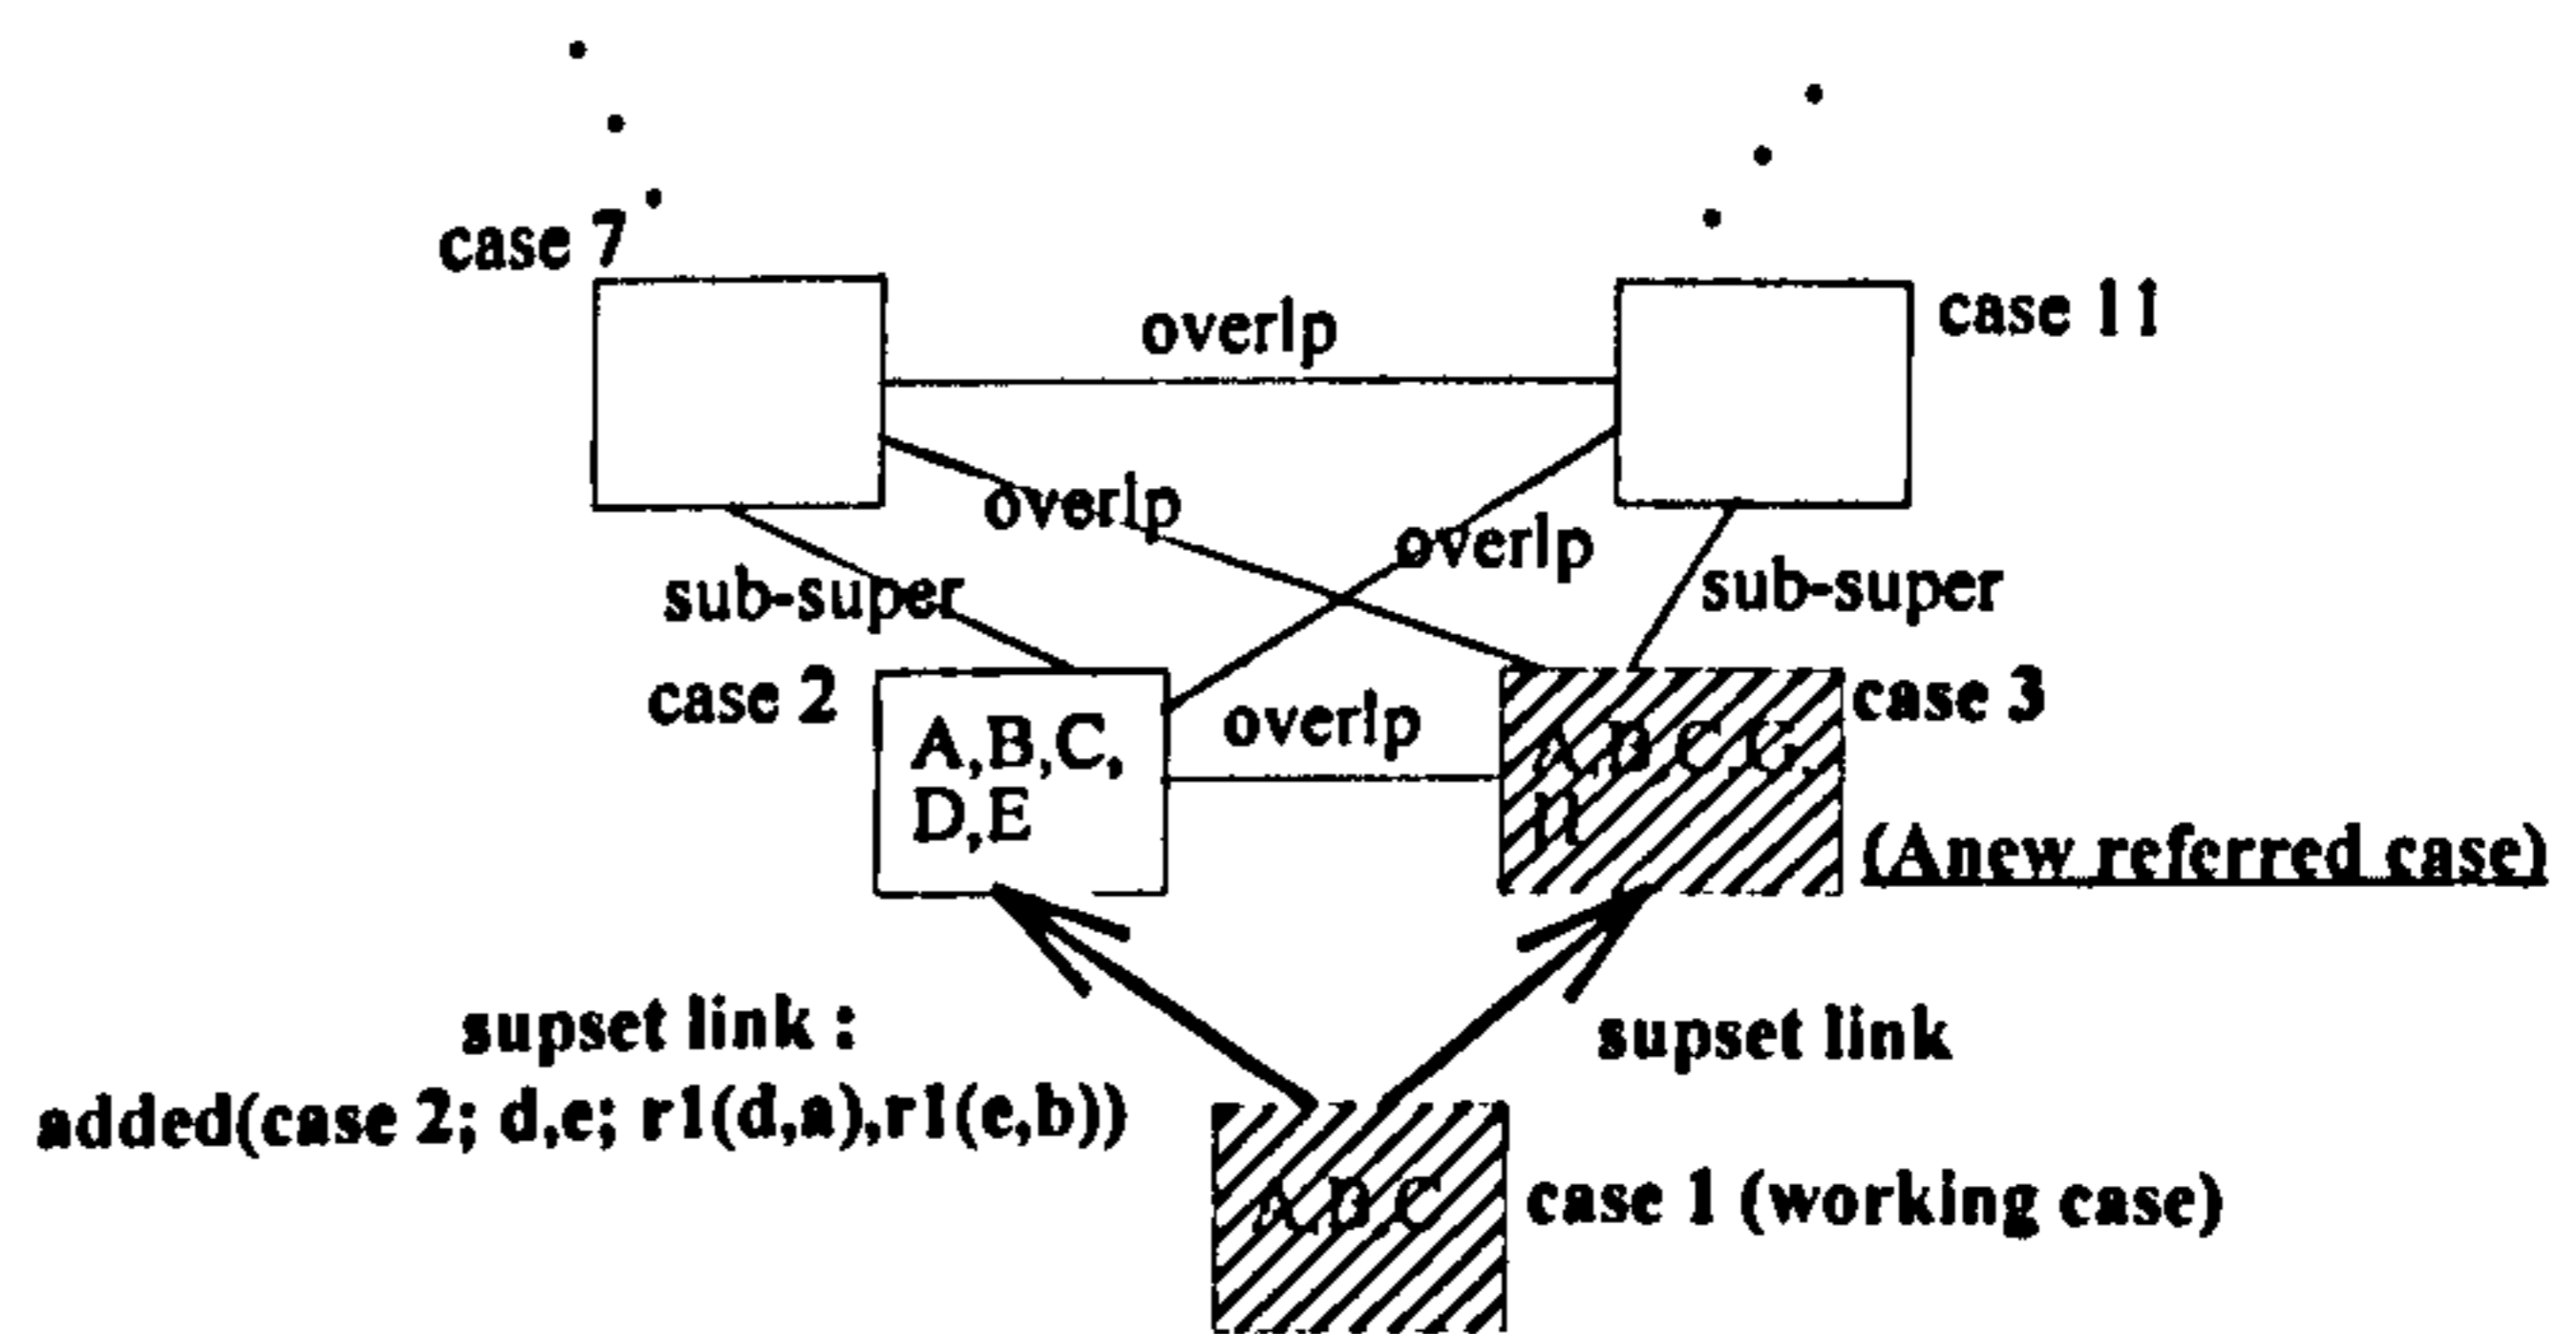 case 7
case 11
overlp
overlp
overlp
sub-super
sub-super
case 2
case 3
overlp
A,B,C,
D,E
(Anew referred case)
supset link :
supset link
added(case 2; d,e; r1(d,a),r1(e,b))
case 1 (working case)